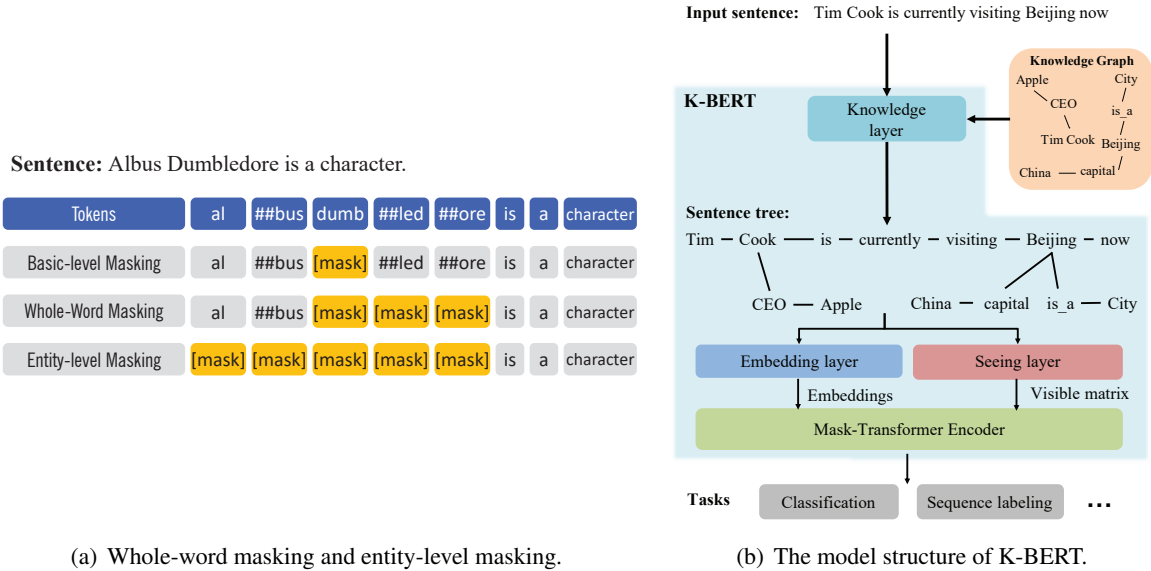 Sentence: Albus Dumbledore is a character.
Tokens al ##bus dumb ##led ##ore is a character
Basic-level Masking al ##bus [mask] ##led ##ore is a character
Whole-Word Masking al ##bus [mask] [mask] [mask] is a character
Entity-level Masking [mask] [mask] [mask] [mask] [mask] is a character
(a) Whole-word masking and entity-level masking.
Input sentence: Tim Cook is currently visiting Beijing now
Knowledge Graph
Apple City
CEO is_a
Tim Cook Beijing
China capital
K-BERT
Knowledge
layer
Sentence tree:
Tim Cook is currently visiting Beijing now
CEO Apple China capital is_a City
Embedding layer Seeing layer
Embeddings Visible matrix
Mask-Transformer Encoder
Tasks Classification Sequence labeling ...
(b) The model structure of K-BERT.